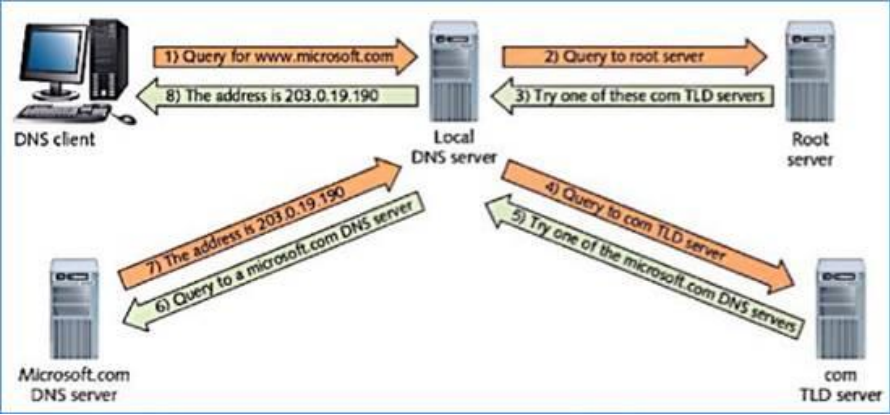 1) Query for www.microsoft.com
2) Query to root server
8) The address is 203.0.19.190
3) Try one of these com TLD servers
DNS client
Local
DNS server
Root
server
4) Query to com TLD server
5) Try one of the microsoft.com DNS servers
7) The address is 203.0.19.190
6) Query to a microsoft.com DNS server
Microsoft.com
DNS server
com
TLD server